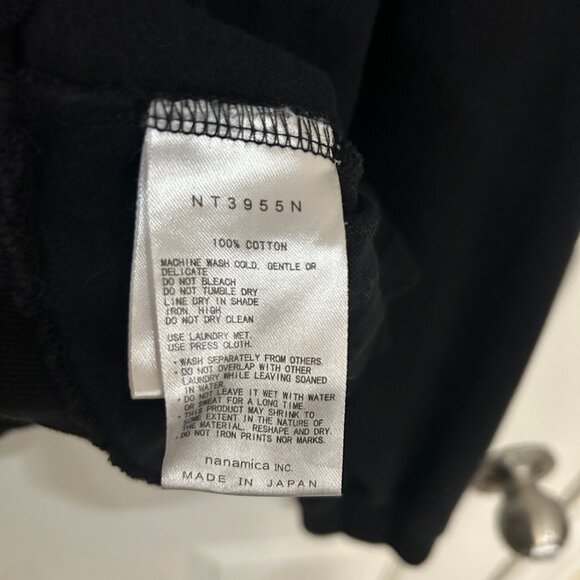 NT3955N
100% COTTON
MACHINE WASH COLD, GENTLE OR
DELICATE
DO NOT BLEACH
DO NOT TUMBLE DRY
LINE DRY IN SHADE
IRON, HIGH
DO NOT DRY CLEAN
USE LAUNDRY MET.
USE PRESS CLOTH.
・WASH SEPARATELY FROM OTHERS.
・DO NOT OVERLAP WITH OTHER
LAUNDRY WHILE LEAVING SOANED
IN WATER.
・DO NOT LEAVE IT WET WITH WATER
OR SWEAT FOR A LONG TIME.
・THIS PRODUCT MAY SHRINK TO
SOME EXTENT IN THE NATURE OF
THE MATERIAL. RESHAPE AND DRY.
・DO NOT IRON PRINTS NOR MARKS.
nanamica INC.
MADE IN JAPAN